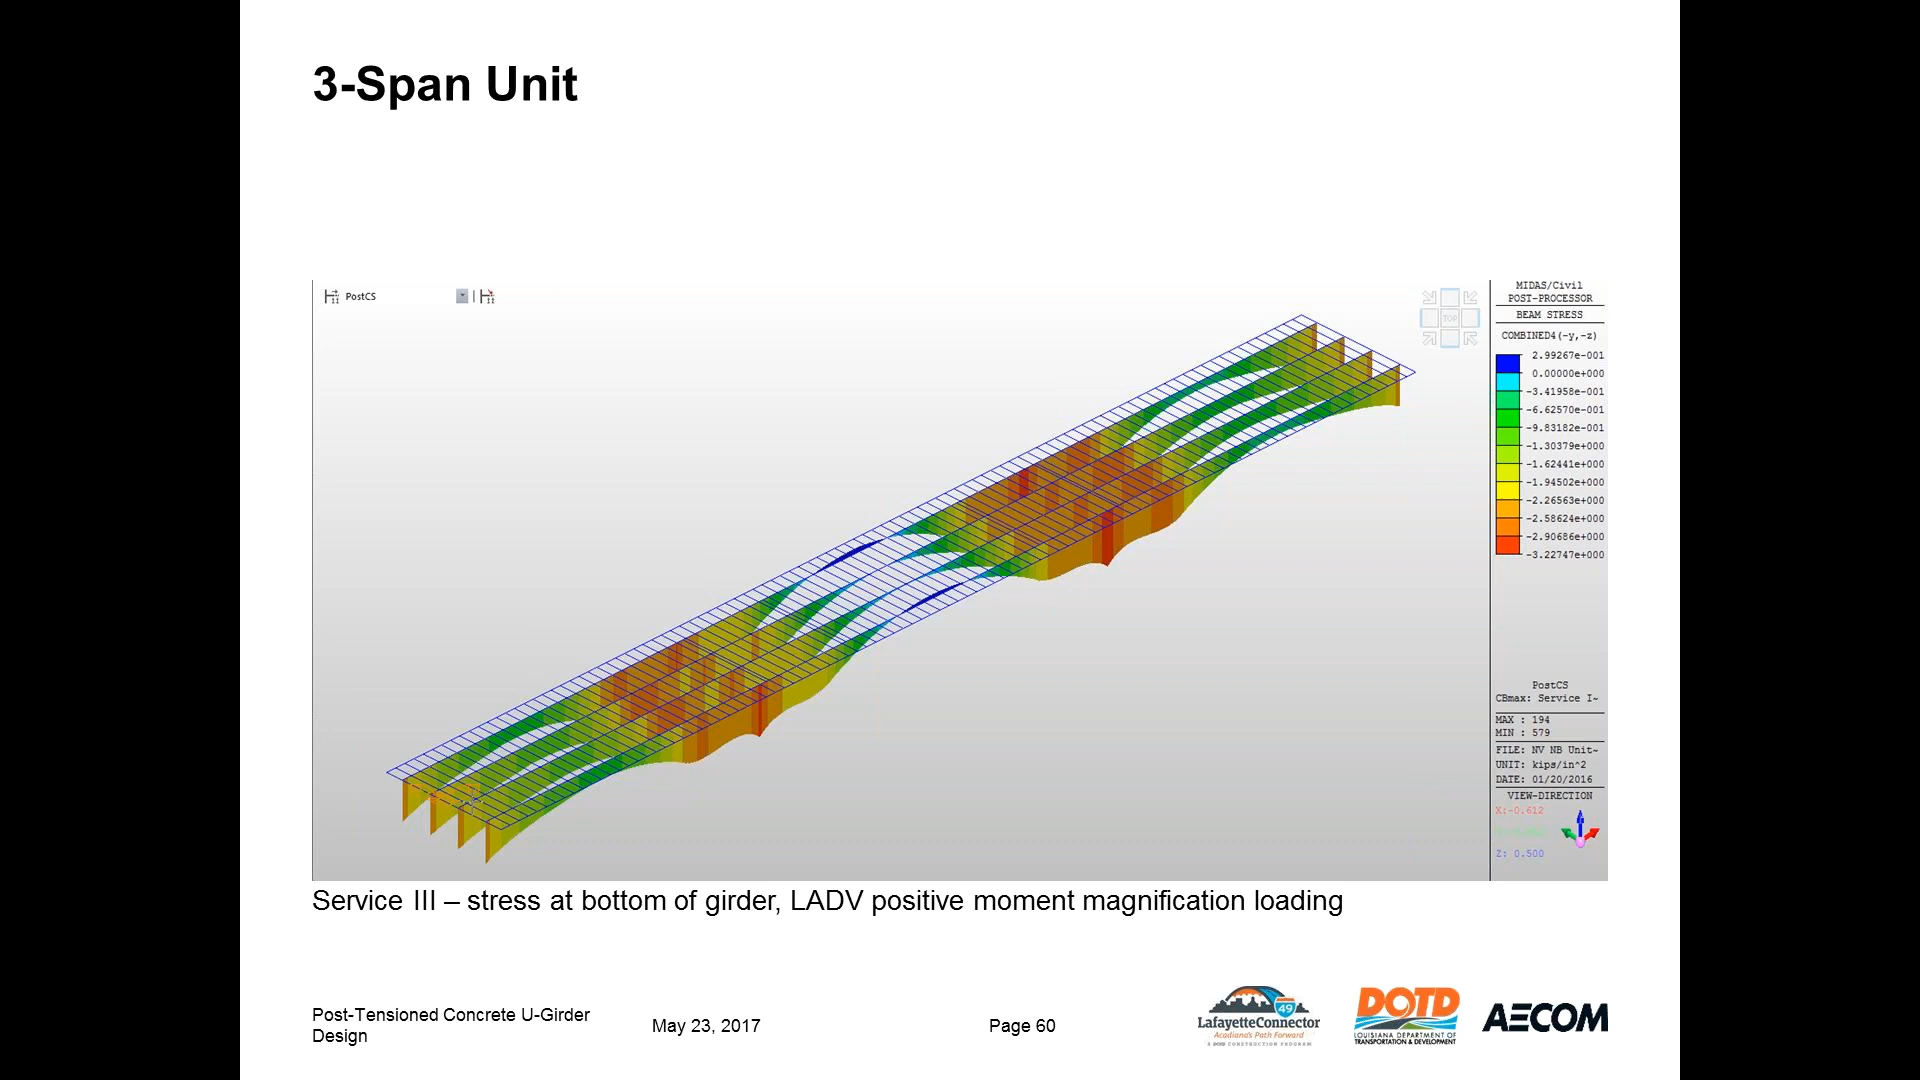 3-Span Unit
PostCS
TOP
MIDAS/Civil
POST-PROCESSOR
BEAM STRESS
COMBINED4(-y,-z)
2.99267e-001
0.00000e+000
-3.41958e-001
-6.62570e-001
-9.83182e-001
-1.30379e+000
-1.62441e+000
-1.94502e+000
-2.26563e+000
-2.58624e+000
-2.90686e+000
-3.22747e+000
PostCS
CBmax: Service I~
MAX : 194
MIN : 579
FILE: NV NB Unit~
UNIT: kips/in^2
DATE: 01/20/2016
VIEW-DIRECTION
X:-0.612
Z: 0.500
Service III – stress at bottom of girder, LADV positive moment magnification loading
Post-Tensioned Concrete U-Girder
Design
May 23, 2017
Page 60
49
LafayetteConnector
Acadiana's Path Forward
A DOTD CONSTRUCTION PROGRAM
DOTD
LOUISIANA DEPARTMENT OF
TRANSPORTATION & DEVELOPMENT
AECOM